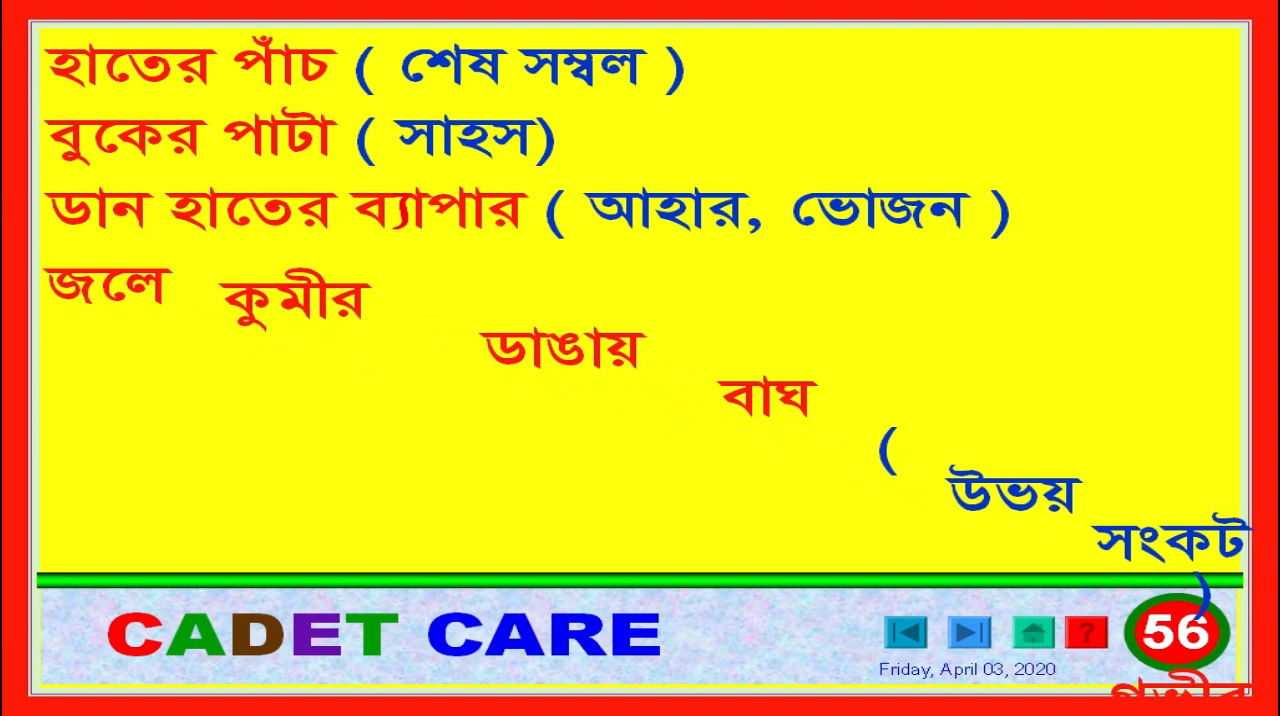 হাতের পাঁচ ( শেষ সম্বল )
বুকের পাটা ( সাহস)
ডান হাতের ব্যাপার ( আহার, ভোজন )
জলে কুমীর ডাঙায় বাঘ ( উভয় সংকট )
CADET CARE
56
?
Friday, April 03, 2020